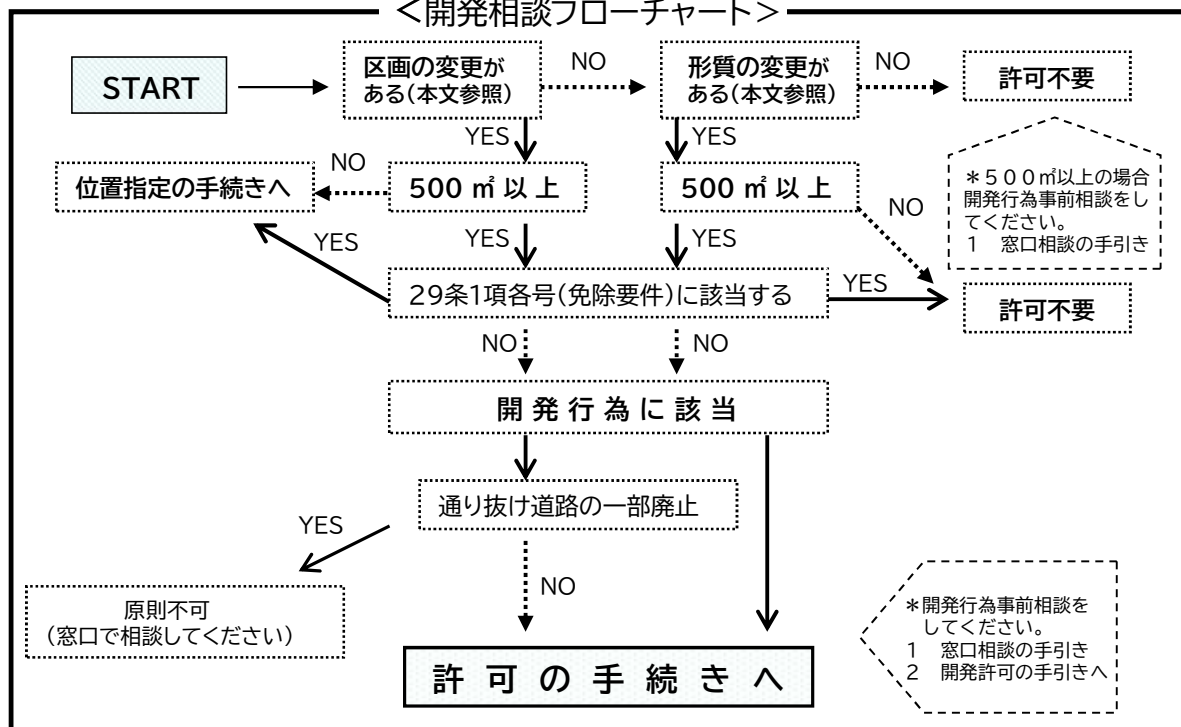 ＜開発相談フローチャート＞
START
区画の変更が
ある(本文参照)
NO
形質の変更が
ある(本文参照)
NO
許可不要
YES
YES
位置指定の手続きへ
NO
500 ㎡ 以 上
500 ㎡ 以 上
NO
＊５００㎡以上の場合
開発行為事前相談をし
てください。
１　窓口相談の手引き
YES
YES
YES
29条1項各号(免除要件)に該当する
YES
許可不要
NO
NO
開 発 行 為 に 該 当
通り抜け道路の一部廃止
YES
NO
原則不可
(窓口で相談してください)
＊開発行為事前相談を
してください。
１　窓口相談の手引き
２　開発許可の手引きへ
許 可 の 手 続 き へ